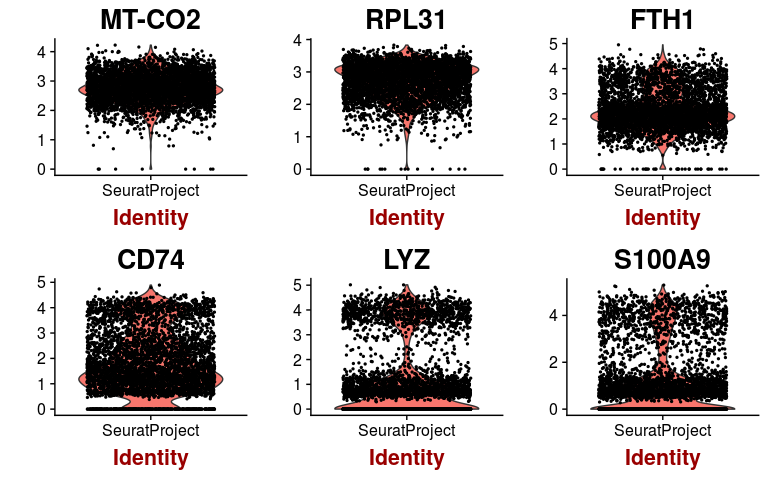 MT-CO2 RPL31 FTH1
4 4 5
3 3 4
2 2 3
1 1 2
0 0 1
0
SeuratProject SeuratProject SeuratProject
Identity Identity Identity
CD74 LYZ S100A9
5 5
4 4 4
3 3
2 2 2
1 1
0 0 0
SeuratProject SeuratProject SeuratProject
Identity Identity Identity